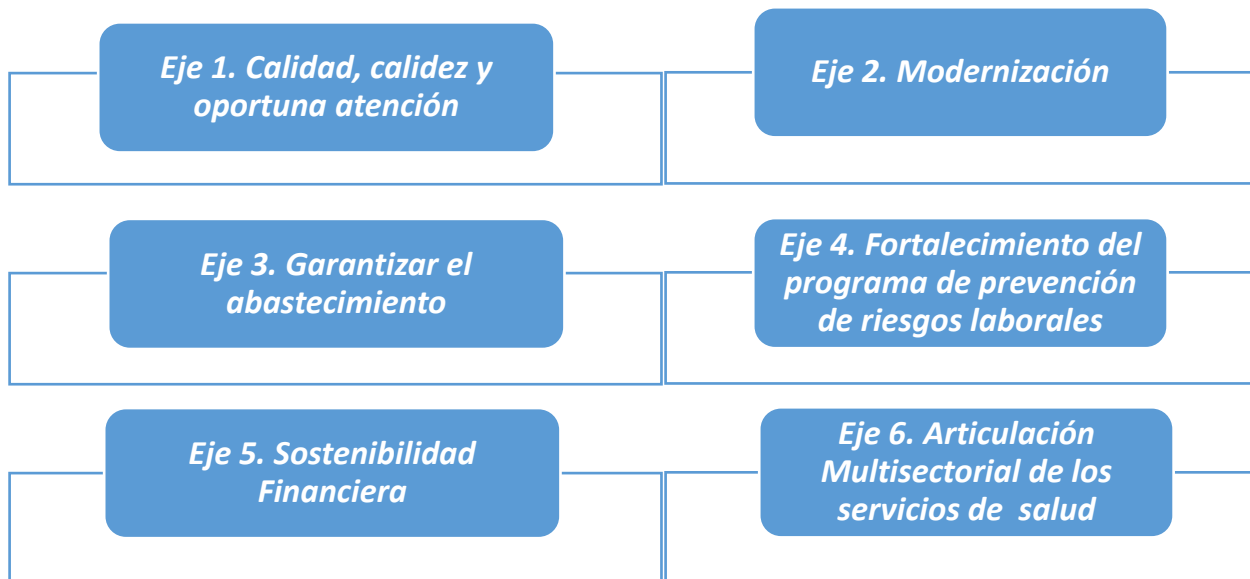 Eje 1. Calidad, calidez y
oportuna atención
Eje 2. Modernización
Eje 3. Garantizar el
abastecimiento
Eje 4. Fortalecimiento del
programa de prevención
de riesgos laborales
Eje 5. Sostenibilidad
Financiera
Eje 6. Articulación
Multisectorial de los
servicios de  salud